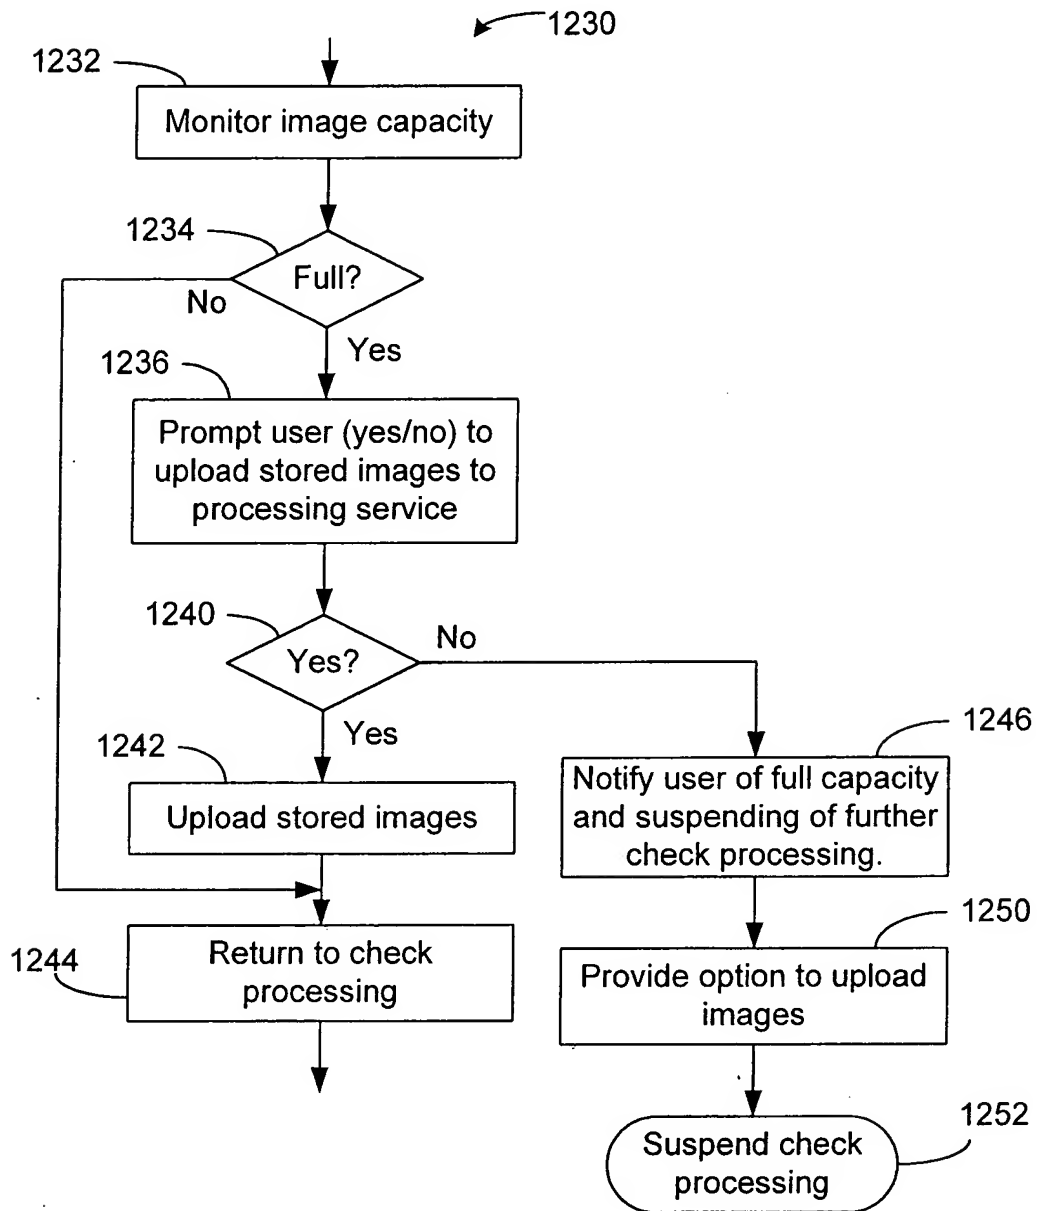 1230
1232
Monitor image capacity
1234
Full?
No
Yes
1236
Prompt user (yes/no) to
upload stored images to
processing service
1240
Yes?
No
Yes
1242
Upload stored images
1246
Notify user of full capacity
and suspending of further
check processing.
1244
Return to check
processing
1250
Provide option to upload
images
1252
Suspend check
processing